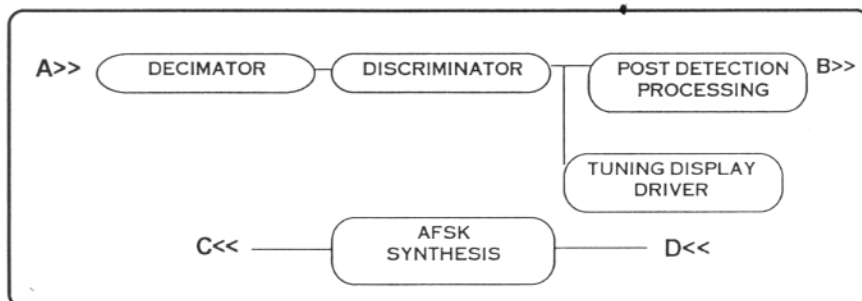 A>>
DECIMATOR
DISCRIMINATOR
POST DETECTION
PROCESSING
B>>
TUNING DISPLAY
DRIVER
C<<
AFSK
SYNTHESIS
D<<